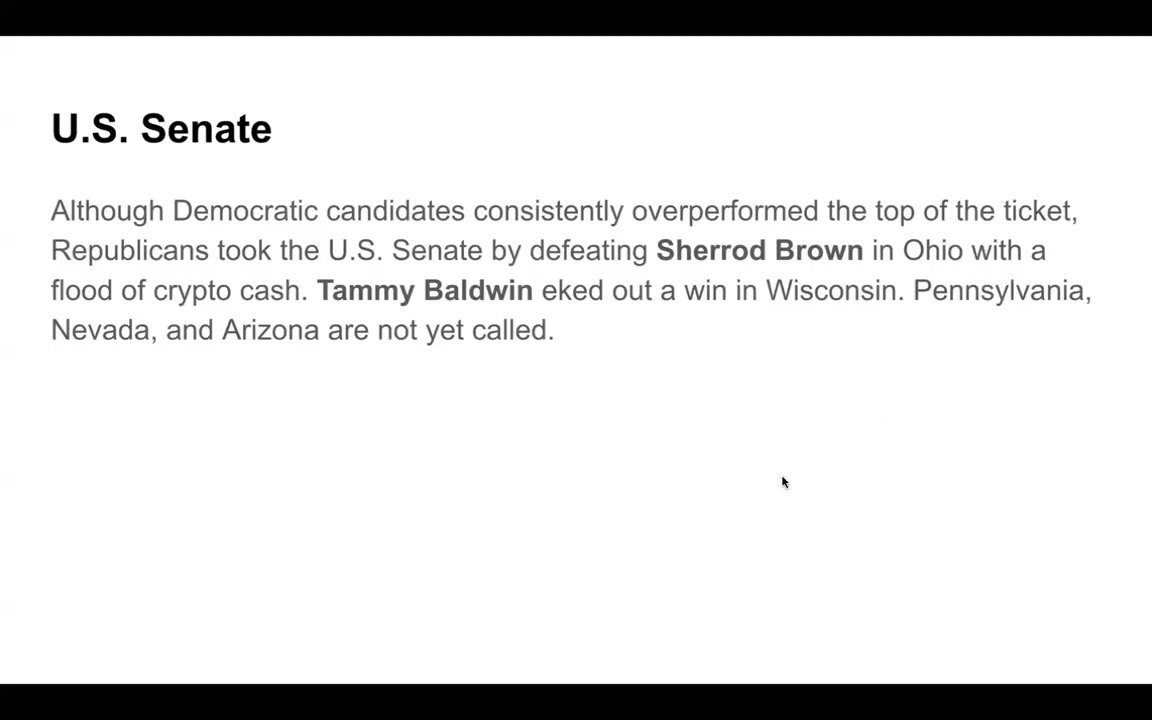 U.S. Senate
Although Democratic candidates consistently overperformed the top of the ticket,
Republicans took the U.S. Senate by defeating Sherrod Brown in Ohio with a
flood of crypto cash. Tammy Baldwin eked out a win in Wisconsin. Pennsylvania,
Nevada, and Arizona are not yet called.